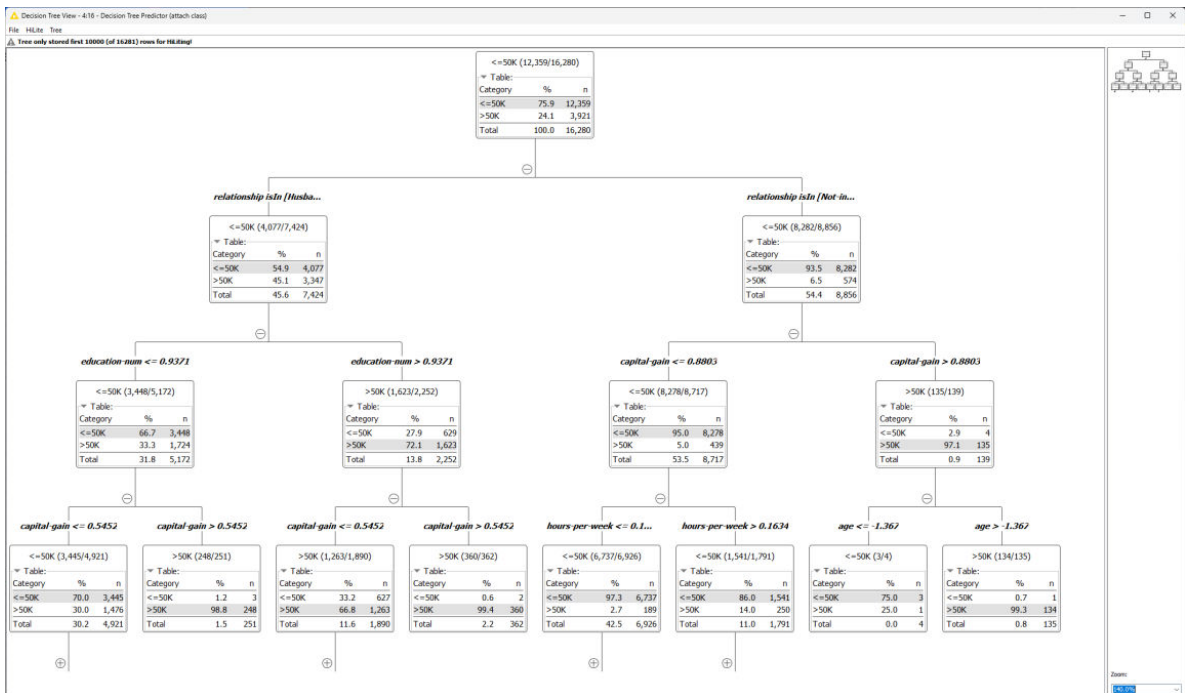 Decision Tree View - 4:16 - Decision Tree Predictor (attach class)
File HiLite Tree
Tree only stored first 10000 (of 16281) rows for HiLiting!
<=50K (12,359/16,280)
Table:
Category % n
<=50K 75.9 12,359
>50K 24.1 3,921
Total 100.0 16,280
relationship isIn [Husba...
<=50K (4,077/7,424)
Table:
Category % n
<=50K 54.9 4,077
>50K 45.1 3,347
Total 45.6 7,424
relationship isIn [Not-in...
<=50K (8,282/8,856)
Table:
Category % n
<=50K 93.5 8,282
>50K 6.5 574
Total 54.4 8,856
education-num <= 0.9371
<=50K (3,448/5,172)
Table:
Category % n
<=50K 66.7 3,448
>50K 33.3 1,724
Total 31.8 5,172
education-num > 0.9371
>50K (1,623/2,252)
Table:
Category % n
<=50K 27.9 629
>50K 72.1 1,623
Total 13.8 2,252
capital-gain <= 0.8803
<=50K (8,278/8,717)
Table:
Category % n
<=50K 95.0 8,278
>50K 5.0 439
Total 53.5 8,717
capital-gain > 0.8803
>50K (135/139)
Table:
Category % n
<=50K 2.9 4
>50K 97.1 135
Total 0.9 139
capital-gain <= 0.5452
<=50K (3,445/4,921)
Table:
Category % n
<=50K 70.0 3,445
>50K 30.0 1,476
Total 30.2 4,921
capital-gain > 0.5452
>50K (248/251)
Table:
Category % n
<=50K 1.2 3
>50K 98.8 248
Total 1.5 251
capital-gain <= 0.5452
>50K (1,263/1,890)
Table:
Category % n
<=50K 33.2 627
>50K 66.8 1,263
Total 11.6 1,890
capital-gain > 0.5452
>50K (360/362)
Table:
Category % n
<=50K 0.6 2
>50K 99.4 360
Total 2.2 362
hours-per-week <= 0.1...
<=50K (6,737/6,926)
Table:
Category % n
<=50K 97.3 6,737
>50K 2.7 189
Total 42.5 6,926
hours-per-week > 0.1634
<=50K (1,541/1,791)
Table:
Category % n
<=50K 86.0 1,541
>50K 14.0 250
Total 11.0 1,791
age <= -1.367
<=50K (3/4)
Table:
Category % n
<=50K 75.0 3
>50K 25.0 1
Total 0.0 4
age > -1.367
>50K (134/135)
Table:
Category % n
<=50K 0.7 1
>50K 99.3 134
Total 0.8 135
Zoom:
140.0%